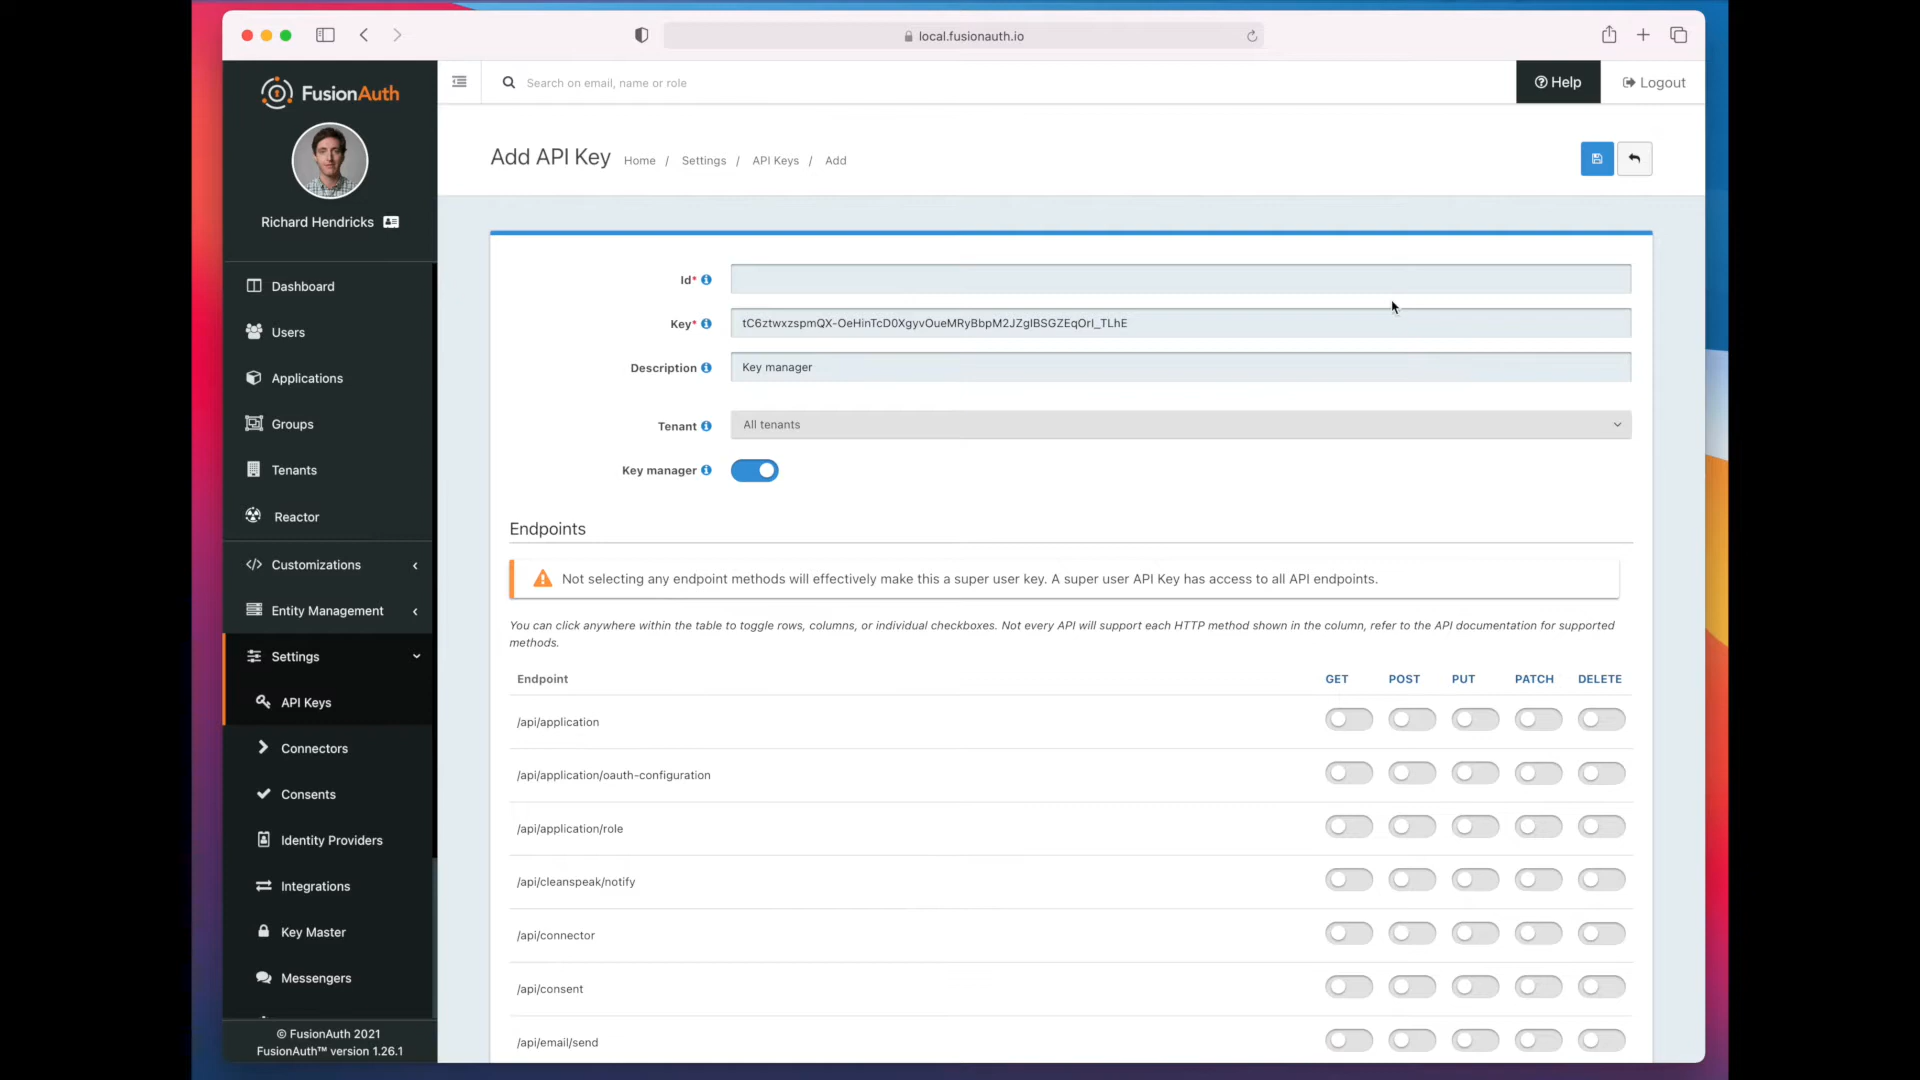 local.fusionauth.io
FusionAuth
Search on email, name or role
Help
Logout
Richard Hendricks
Add API Key
Home / Settings / API Keys / Add
Dashboard
Users
Applications
Groups
Tenants
Reactor
Customizations
Entity Management
Settings
API Keys
Connectors
Consents
Identity Providers
Integrations
Key Master
Messengers
© FusionAuth 2021
FusionAuth™ version 1.26.1
Id*
Key* tC6ztwxzspmQX-OeHinTcD0XgyvOueMRyBbpM2JZgIBSGZEqOrI_TLhE
Description Key manager
Tenant All tenants
Key manager
Endpoints
Not selecting any endpoint methods will effectively make this a super user key. A super user API Key has access to all API endpoints.
You can click anywhere within the table to toggle rows, columns, or individual checkboxes. Not every API will support each HTTP method shown in the column, refer to the API documentation for supported
methods.
Endpoint GET POST PUT PATCH DELETE
/api/application
/api/application/oauth-configuration
/api/application/role
/api/cleanspeak/notify
/api/connector
/api/consent
/api/email/send